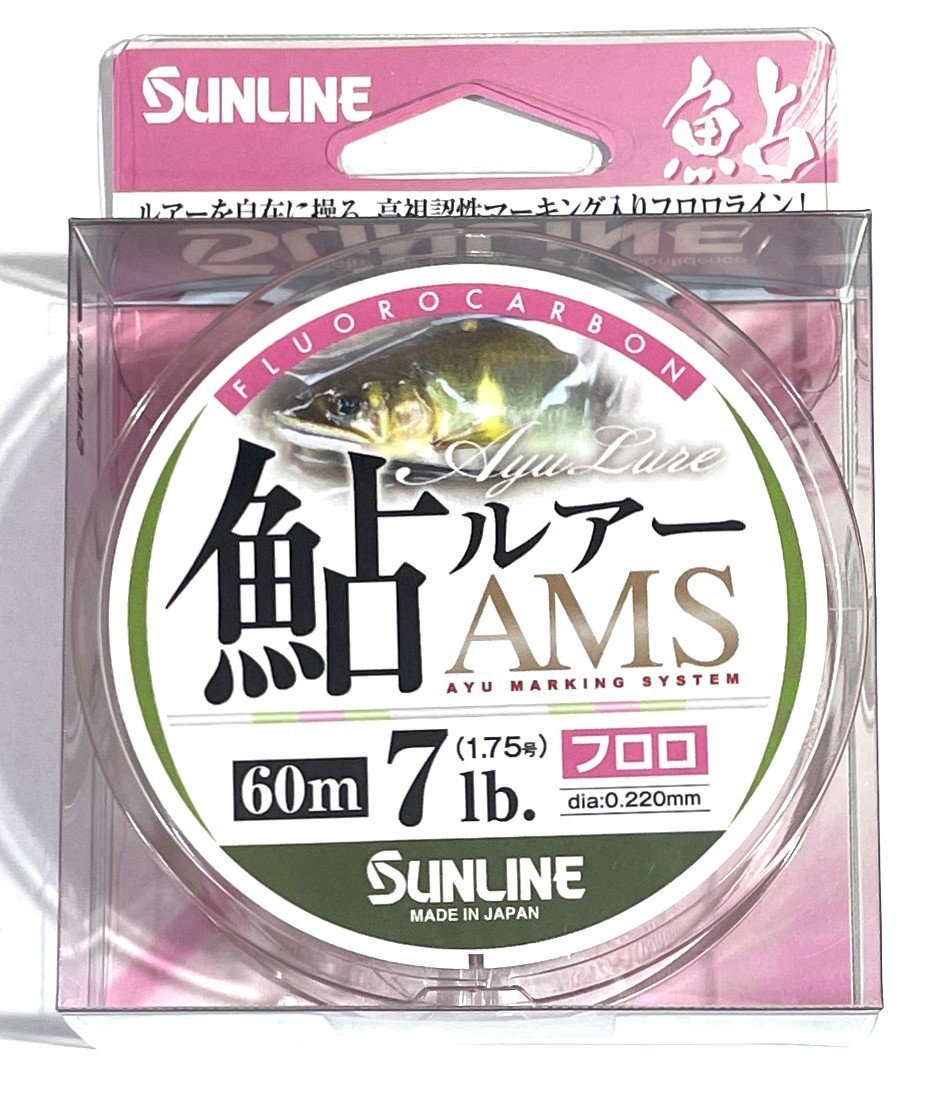 SUNLINE
鮎
ルアーを自在に操る、高視認性マーキング入りフロロライン!
FLUOROCARBON
Ayu Lure
鮎ルアー
AMS
AYU MARKING SYSTEM
60m
7lb.
(1.75号)
フロロ
dia:0.220mm
SUNLINE
MADE IN JAPAN